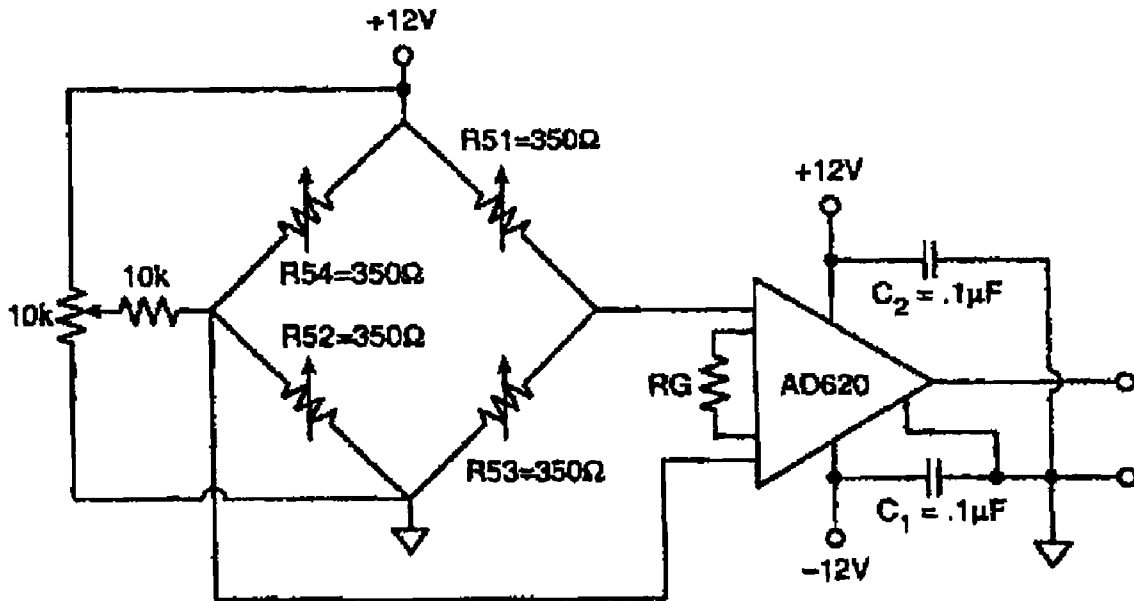 +12V
R51=350Ω
+12V
10k
R54=350Ω
10k
C2 = .1µF
R52=350Ω
RG
AD620
R53=350Ω
C1 = .1µF
-12V